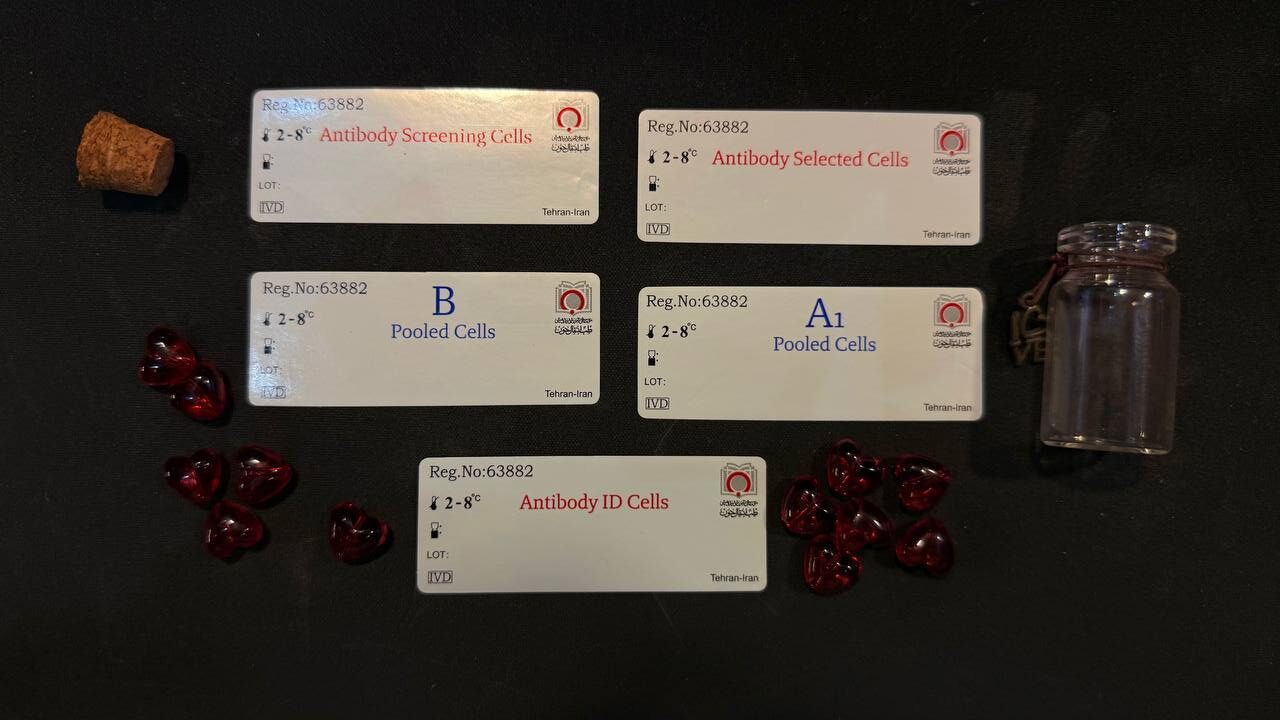 Reg.No:63882
2-8°C Antibody Screening Cells
LOT:
IVD
Tehran-Iran
Reg.No:63882
2-8°C Antibody Selected Cells
LOT:
IVD
Tehran-Iran
Reg.No:63882
B
2-8°C
Pooled Cells
LOT:
IVD
Tehran-Iran
Reg.No:63882
A1
2-8°C
Pooled Cells
LOT:
IVD
Tehran-Iran
Reg.No:63882
2-8°C Antibody ID Cells
LOT:
IVD
Tehran-Iran